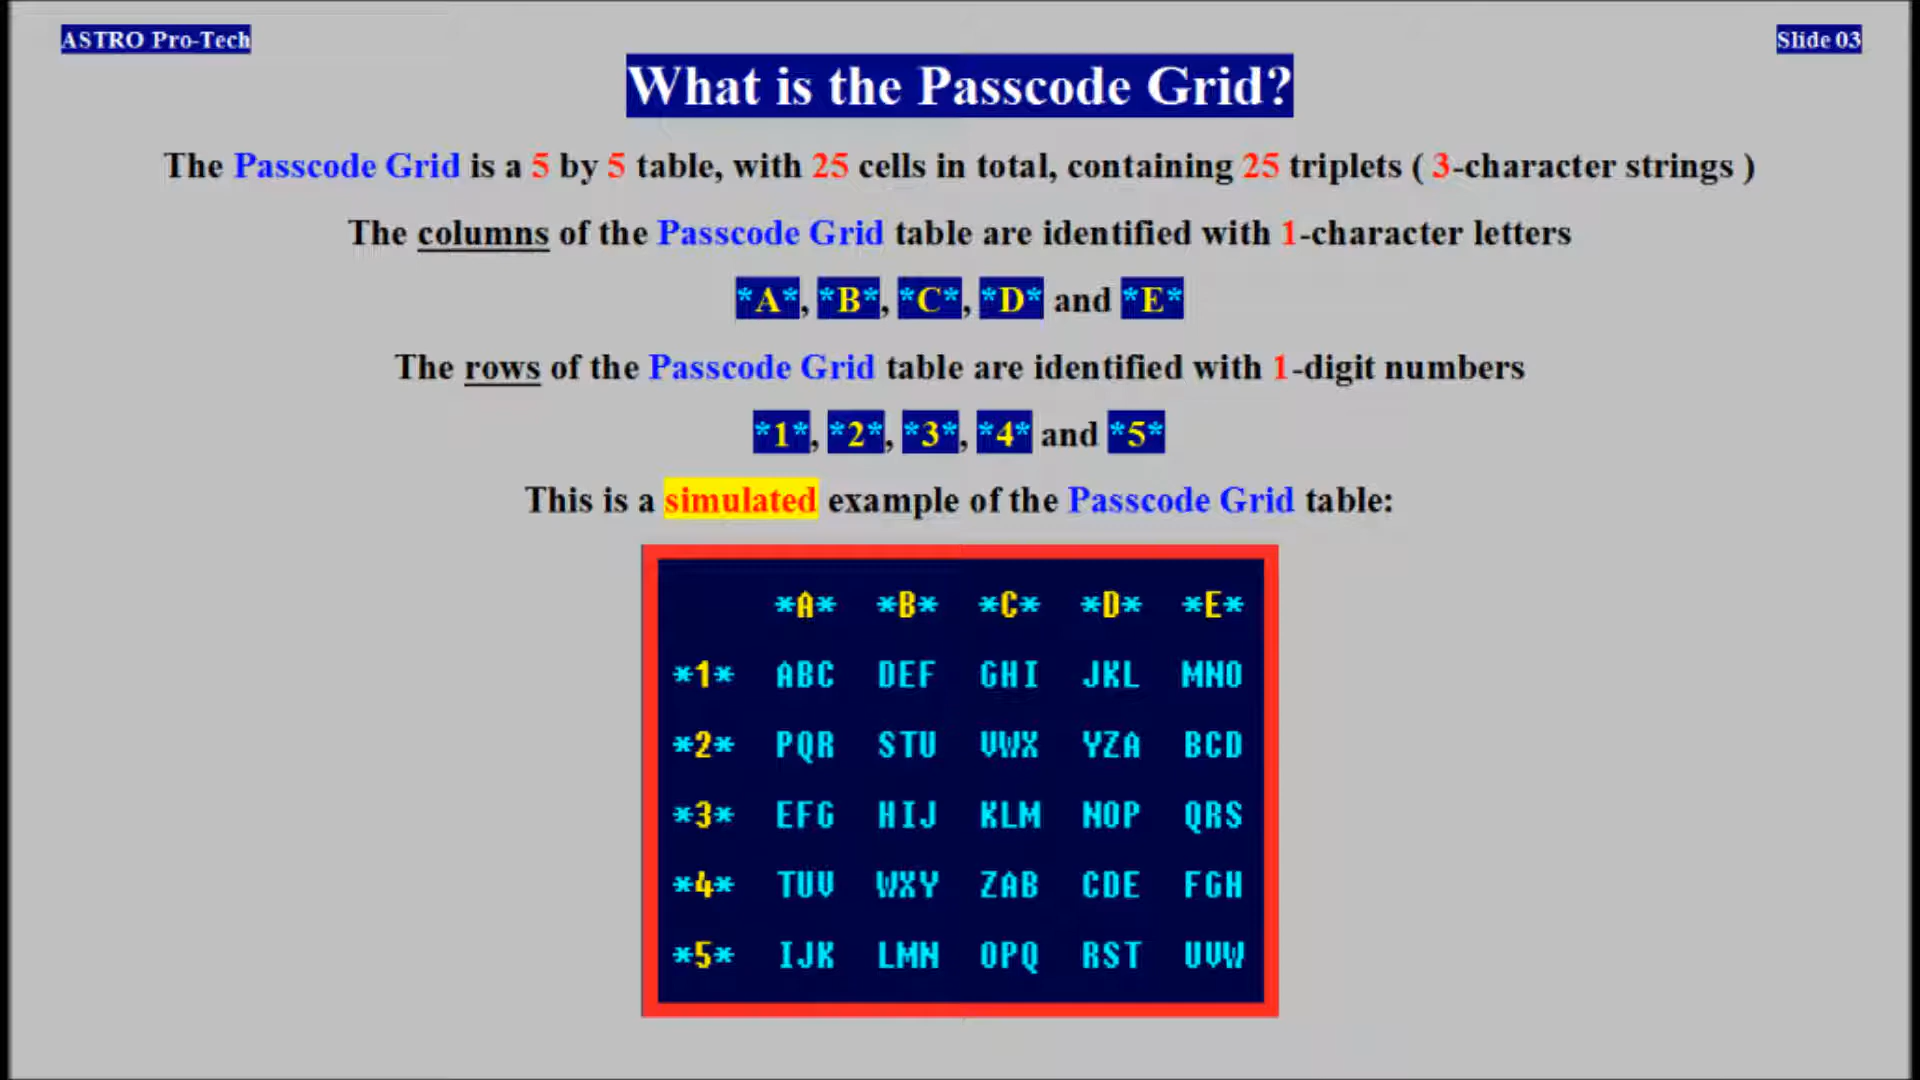 ASTRO Pro-Tech
Slide 03
What is the Passcode Grid?
The Passcode Grid is a 5 by 5 table, with 25 cells in total, containing 25 triplets ( 3-character strings )
The columns of the Passcode Grid table are identified with 1-character letters
*A*, *B*, *C*, *D* and *E*
The rows of the Passcode Grid table are identified with 1-digit numbers
*1*, *2*, *3*, *4* and *5*
This is a simulated example of the Passcode Grid table:
*A* *B* *C* *D* *E*
*1* ABC DEF GHI JKL MNO
*2* PQR STU VWX YZA BCD
*3* EFG HIJ KLM NOP QRS
*4* TUV WXY ZAB CDE FGH
*5* IJK LMN OPQ RST UVW